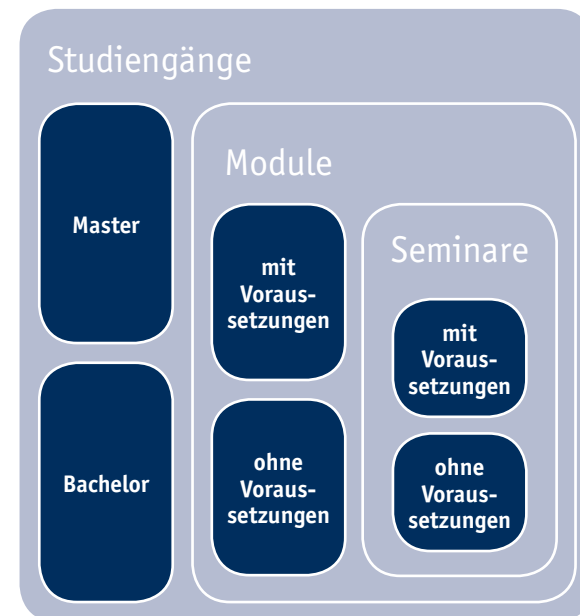 Studiengänge
Master
Bachelor
Module
mit
Voraus-
setzungen
ohne
Voraus-
setzungen
Seminare
mit
Voraus-
setzungen
ohne
Voraus-
setzungen